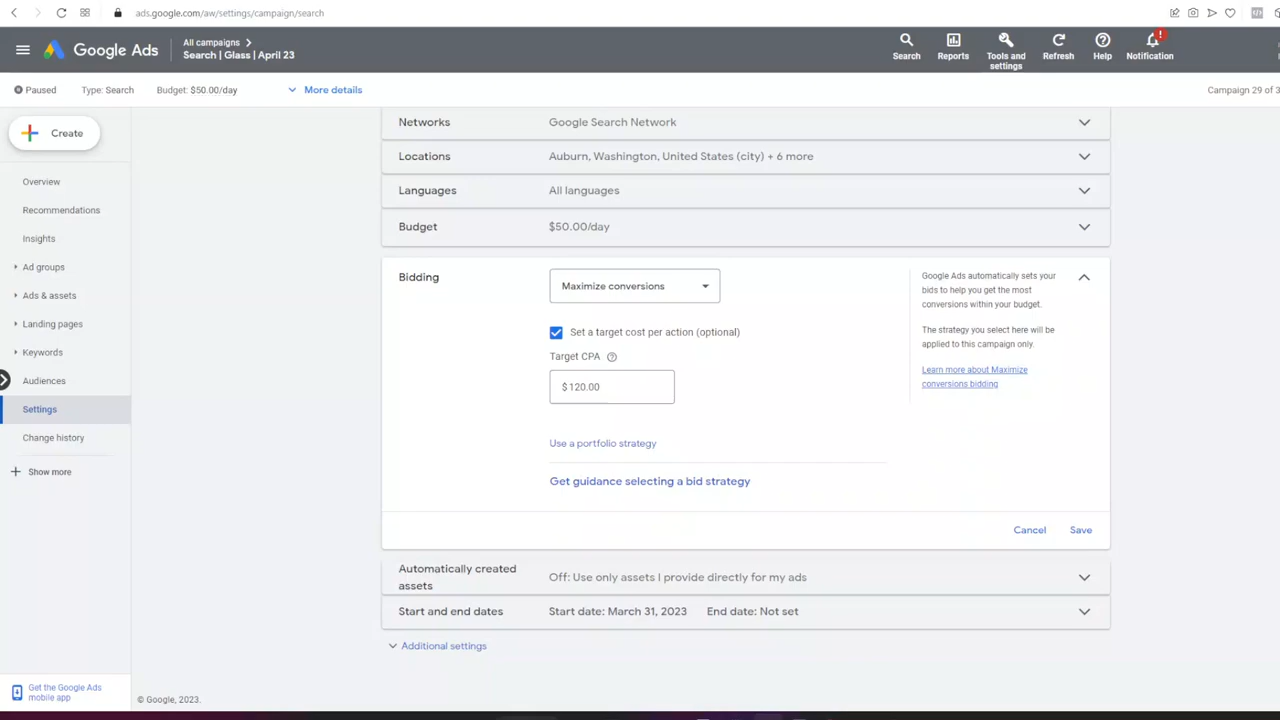 ads.google.com/aw/settings/campaign/search
Google Ads
All campaigns
Search | Glass | April 23
Search
Reports
Tools and settings
Refresh
Help
!
Notification
Paused
Type: Search
Budget: $50.00/day
More details
Campaign 29 of 3
Create
Overview
Recommendations
Insights
Ad groups
Ads & assets
Landing pages
Keywords
Audiences
Settings
Change history
Show more
Get the Google Ads
mobile app
Networks
Google Search Network
Locations
Auburn, Washington, United States (city) + 6 more
Languages
All languages
Budget
$50.00/day
Bidding
Maximize conversions
Set a target cost per action (optional)
Target CPA
$ 120.00
Use a portfolio strategy
Get guidance selecting a bid strategy
Google Ads automatically sets your
bids to help you get the most
conversions within your budget.
The strategy you select here will be
applied to this campaign only.
Learn more about Maximize
conversions bidding
Cancel
Save
Automatically created
assets
Off: Use only assets I provide directly for my ads
Start and end dates
Start date: March 31, 2023
End date: Not set
Additional settings
© Google, 2023.